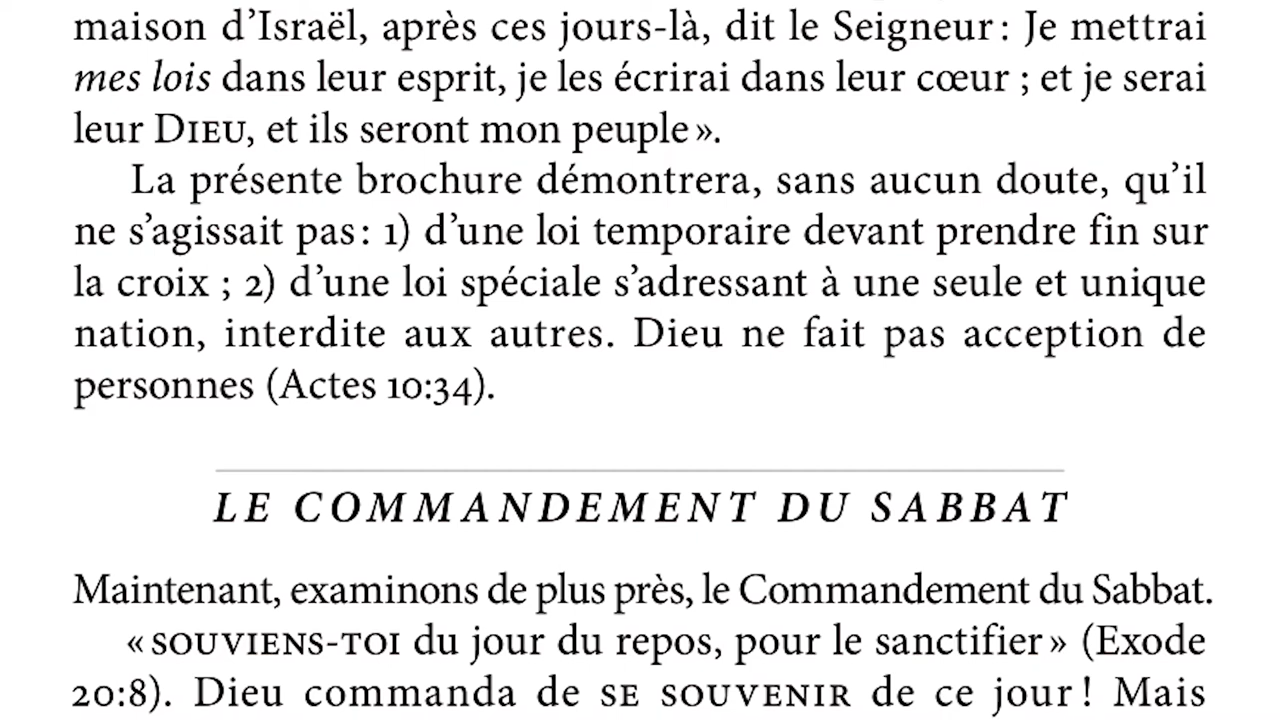 maison d’Israël, après ces jours-là, dit le Seigneur : Je mettrai
mes lois dans leur esprit, je les écrirai dans leur cœur ; et je serai
leur DIEU, et ils seront mon peuple ».
La présente brochure démontrera, sans aucun doute, qu’il
ne s’agissait pas : 1) d’une loi temporaire devant prendre fin sur
la croix ; 2) d’une loi spéciale s’adressant à une seule et unique
nation, interdite aux autres. Dieu ne fait pas acception de
personnes (Actes 10:34).
LE COMMANDEMENT DU SABBAT
Maintenant, examinons de plus près, le Commandement du Sabbat.
« SOUVIENS-TOI du jour du repos, pour le sanctifier » (Exode
20:8). Dieu commanda de SE SOUVENIR de ce jour ! Mais